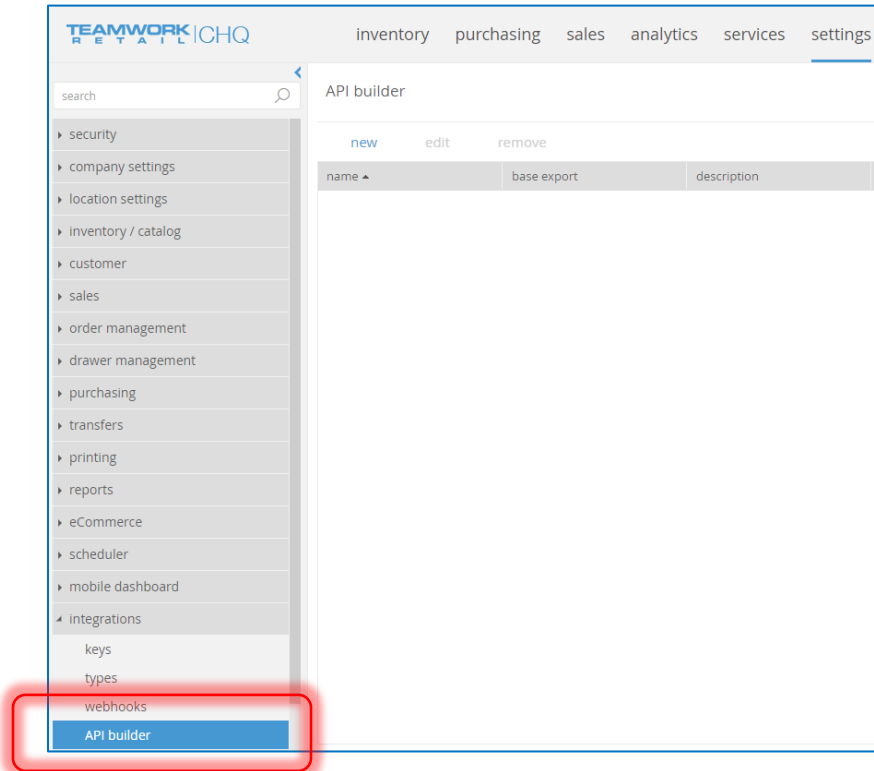 TEAMWORK RETAIL | CHQ
inventory purchasing sales analytics services settings
search
API builder
security
new edit remove
company settings
name base export description
location settings
inventory / catalog
customer
sales
order management
drawer management
purchasing
transfers
printing
reports
eCommerce
scheduler
mobile dashboard
integrations
keys
types
webhooks
API builder